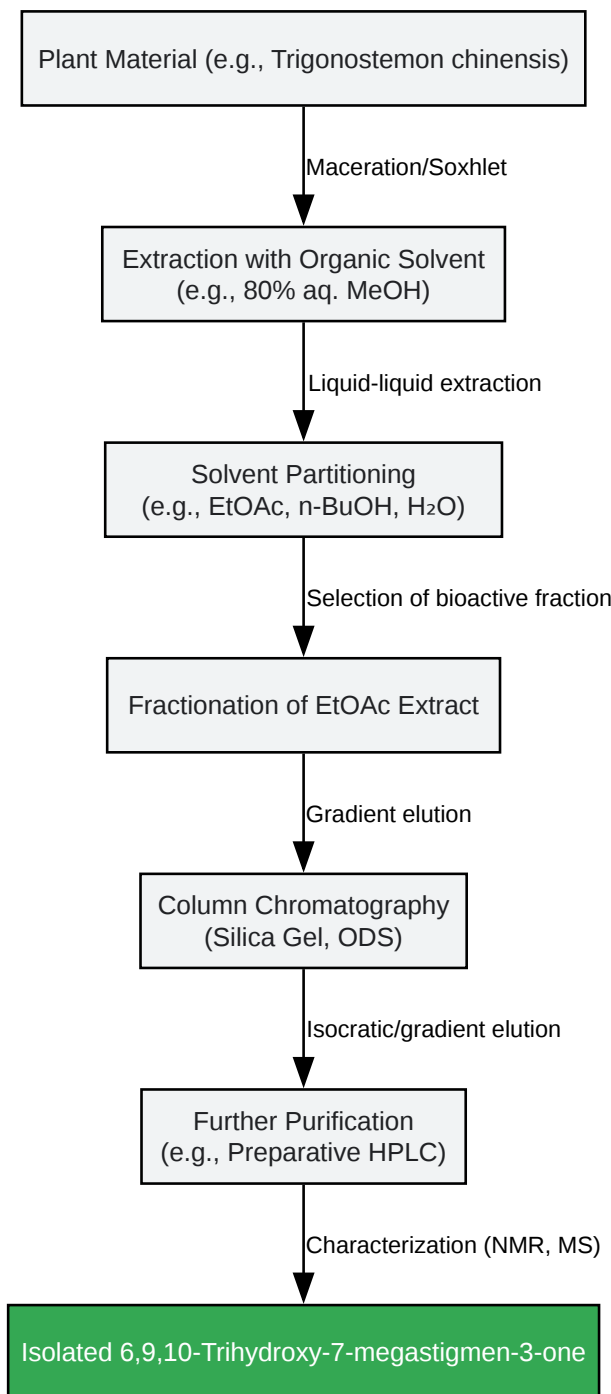 Plant Material (e.g., Trigonostemon chinensis)
Maceration/Soxhlet
Extraction with Organic Solvent
(e.g., 80% aq. MeOH)
Liquid-liquid extraction
Solvent Partitioning
(e.g., EtOAc, n-BuOH, H₂O)
Selection of bioactive fraction
Fractionation of EtOAc Extract
Gradient elution
Column Chromatography
(Silica Gel, ODS)
Isocratic/gradient elution
Further Purification
(e.g., Preparative HPLC)
Characterization (NMR, MS)
Isolated 6,9,10-Trihydroxy-7-megastigmen-3-one